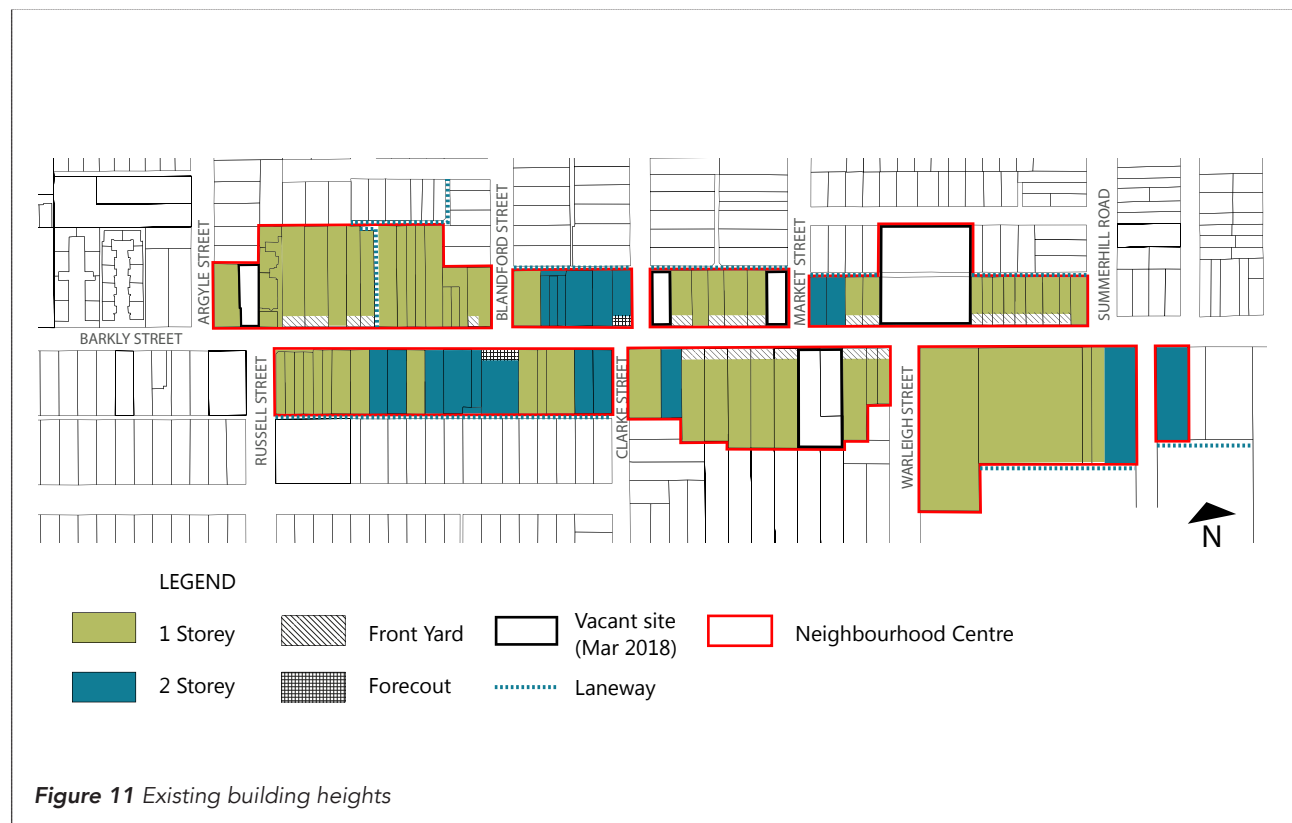 ARGYLE STREET
BLANDFORD STREET
MARKET STREET
SUMMERHILL ROAD
BARKLY STREET
RUSSELL STREET
CLARKE STREET
WARLEIGH STREET
N
LEGEND
1 Storey
Front Yard
Vacant site
(Mar 2018)
Neighbourhood Centre
2 Storey
Forecout
Laneway
Figure 11 Existing building heights